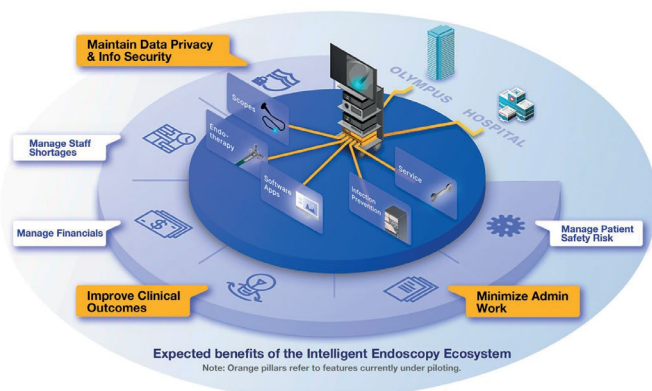 Maintain Data Privacy
& Info Security
OLYMPUS
HOSPITAL
Scopes
Endo-
therapy
Software
Apps
Infection
Prevention
Service
Manage Staff
Shortages
Manage Financials
Manage Patient
Safety Risk
Improve Clinical
Outcomes
Minimize Admin
Work
Expected benefits of the Intelligent Endoscopy Ecosystem
Note: Orange pillars refer to features currently under piloting.